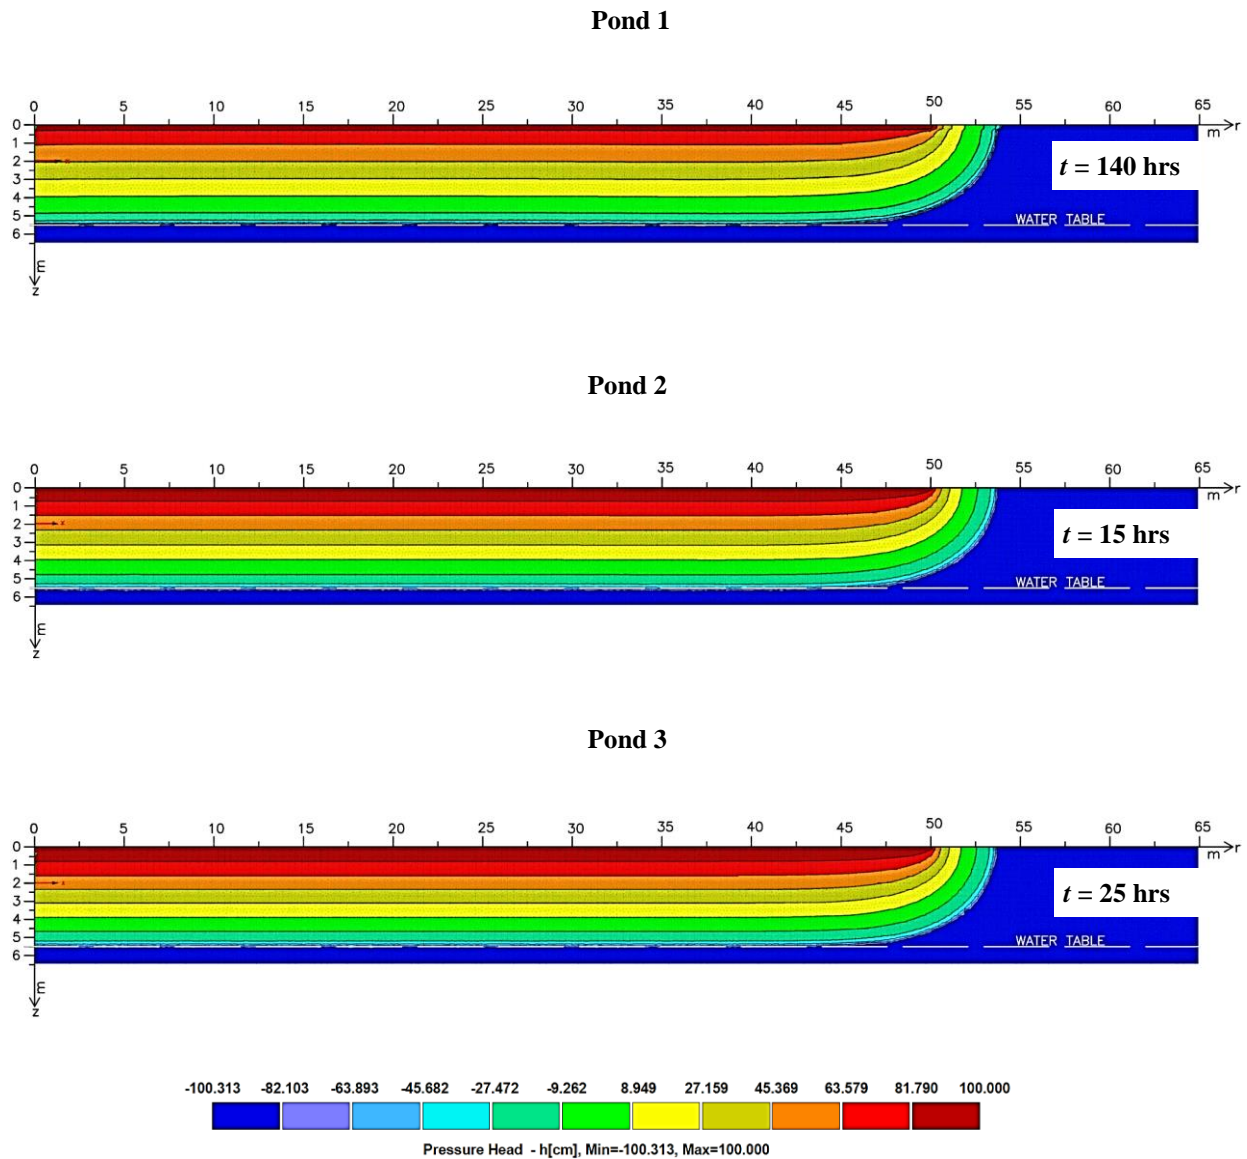 Pond 1
0 5 10 15 20 25 30 35 40 45 50 55 60 65
m r
0
1
2
3
4
5
6
t = 140 hrs
WATER TABLE
m
z
Pond 2
0 5 10 15 20 25 30 35 40 45 50 55 60 65
m r
0
1
2 x
3
4
5
6
t = 15 hrs
WATER TABLE
m
z
Pond 3
0 5 10 15 20 25 30 35 40 45 50 55 60 65
m r
0
1
2 x
3
4
5
6
t = 25 hrs
WATER TABLE
m
z
-100.313 -82.103 -63.893 -45.682 -27.472 -9.262 8.949 27.159 45.369 63.579 81.790 100.000
Pressure Head - h[cm], Min=-100.313, Max=100.000